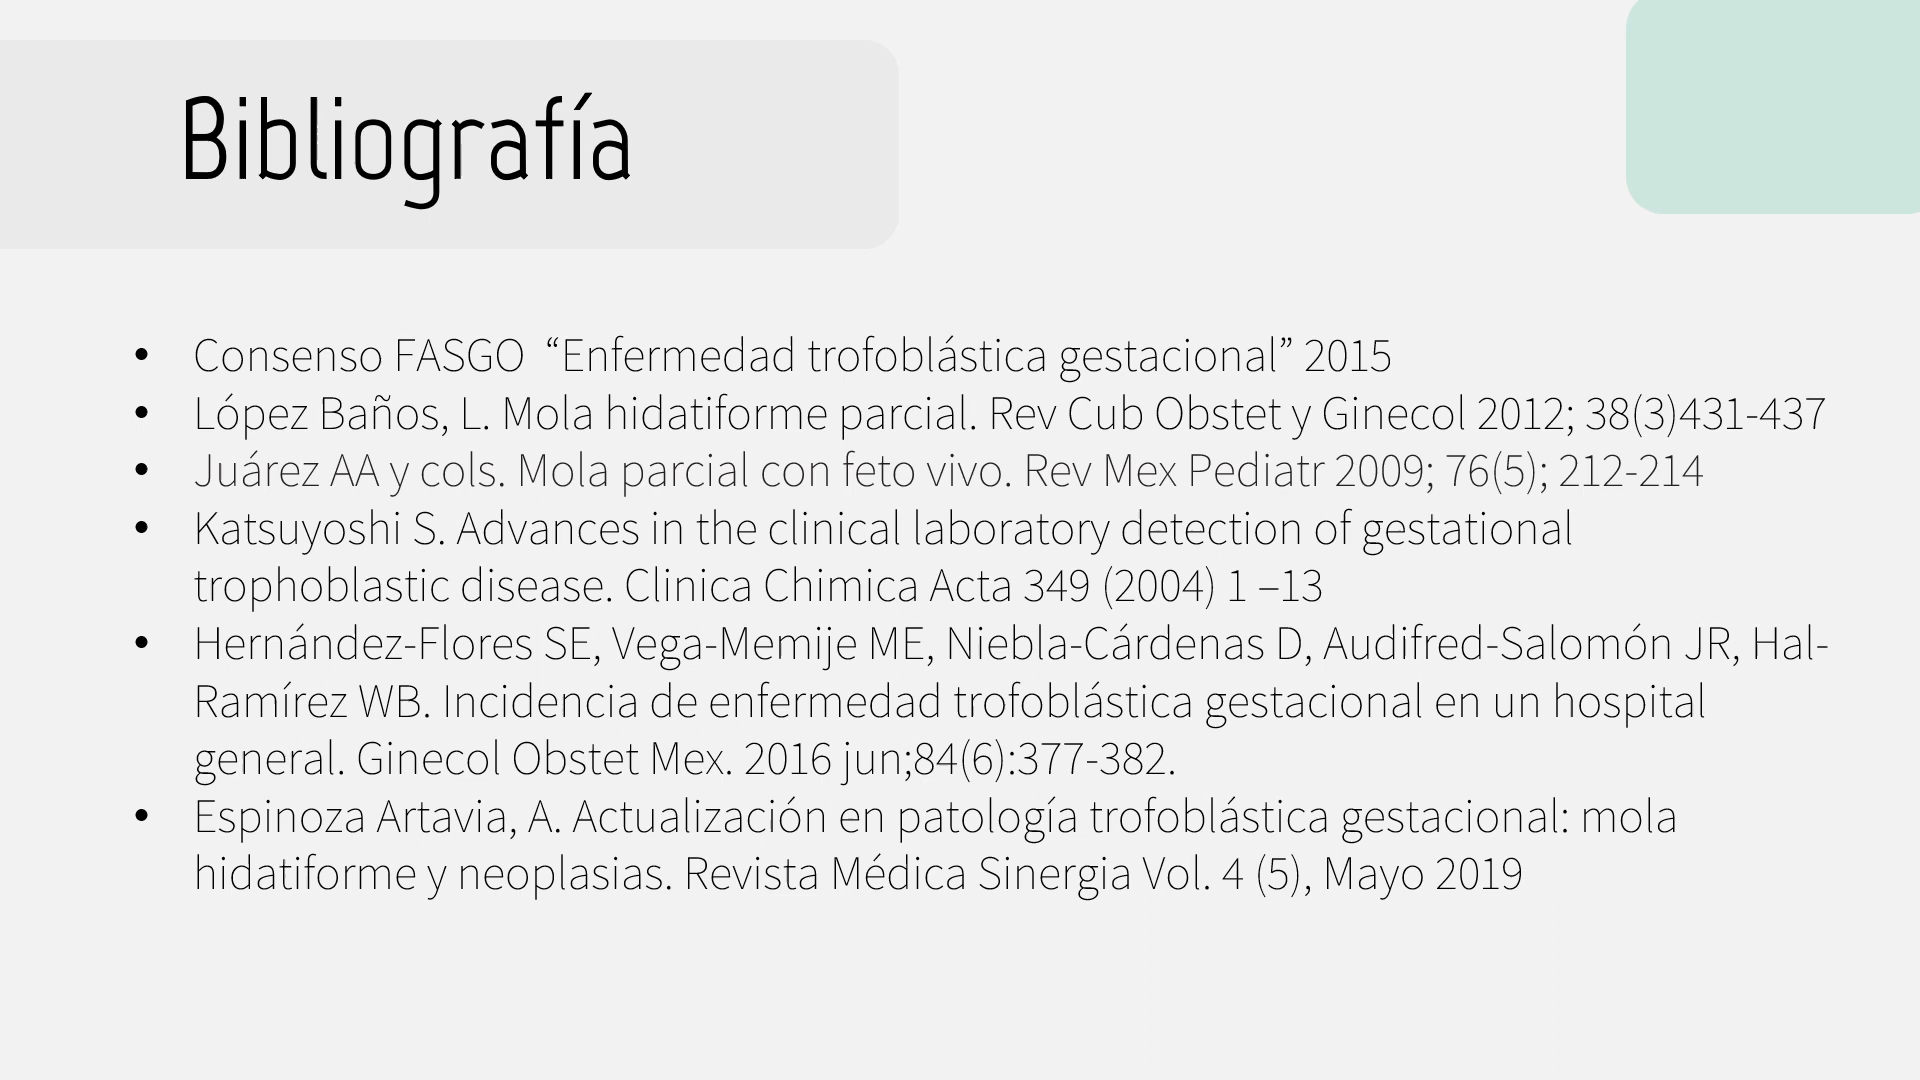 Bibliografía
• Consenso FASGO  “Enfermedad trofoblástica gestacional” 2015
• López Baños, L. Mola hidatiforme parcial. Rev Cub Obstet y Ginecol 2012; 38(3)431-437
• Juárez AA y cols. Mola parcial con feto vivo. Rev Mex Pediatr 2009; 76(5); 212-214
• Katsuyoshi S. Advances in the clinical laboratory detection of gestational
trophoblastic disease. Clinica Chimica Acta 349 (2004) 1 –13
• Hernández-Flores SE, Vega-Memije ME, Niebla-Cárdenas D, Audifred-Salomón JR, Hal-
Ramírez WB. Incidencia de enfermedad trofoblástica gestacional en un hospital
general. Ginecol Obstet Mex. 2016 jun;84(6):377-382.
• Espinoza Artavia, A. Actualización en patología trofoblástica gestacional: mola
hidatiforme y neoplasias. Revista Médica Sinergia Vol. 4 (5), Mayo 2019